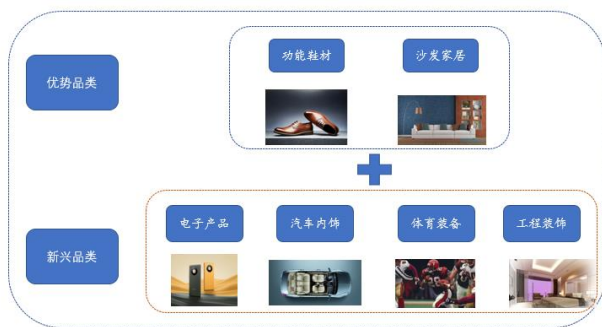 优势品类
功能鞋材
沙发家居
新兴品类
电子产品
汽车内饰
体育装备
工程装饰